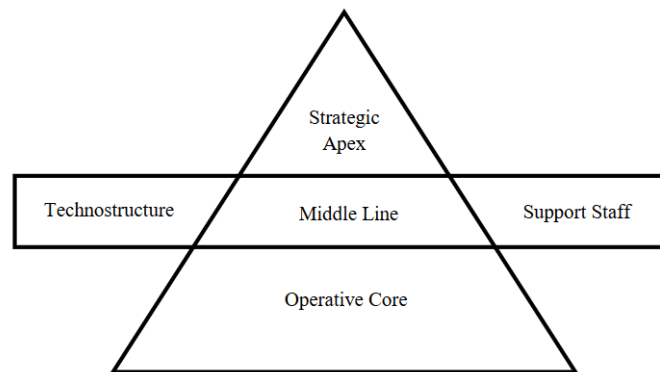 Strategic
Apex
Technostructure
Middle Line
Support Staff
Operative Core